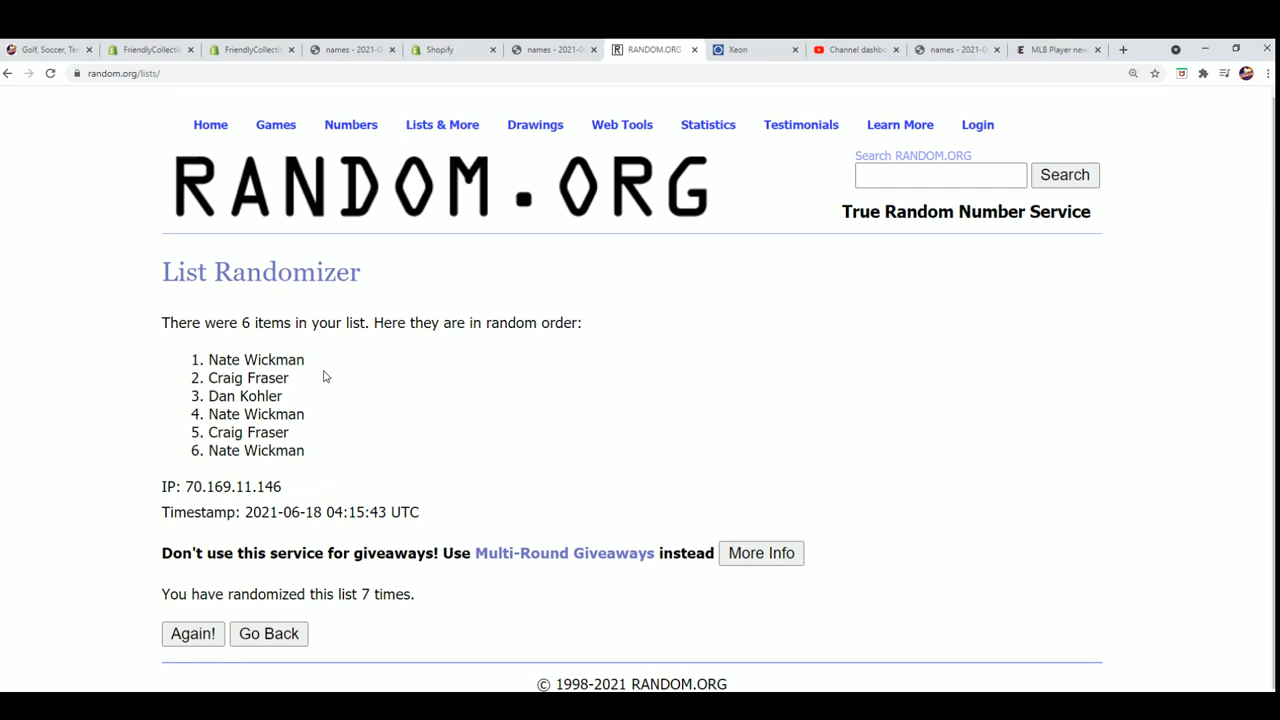 Golf, Soccer, Ten
FriendlyCollecti
FriendlyCollecti
names - 2021-0
Shopify
names - 2021-0
RANDOM.ORG
Xeon
Channel dashbo
names - 2021-0
MLB Player new
random.org/lists/
Home Games Numbers Lists & More Drawings Web Tools Statistics Testimonials Learn More Login
RANDOM.ORG
Search RANDOM.ORG
Search
True Random Number Service
List Randomizer
There were 6 items in your list. Here they are in random order:
1. Nate Wickman
2. Craig Fraser
3. Dan Kohler
4. Nate Wickman
5. Craig Fraser
6. Nate Wickman
IP: 70.169.11.146
Timestamp: 2021-06-18 04:15:43 UTC
Don't use this service for giveaways! Use Multi-Round Giveaways instead More Info
You have randomized this list 7 times.
Again! Go Back
© 1998-2021 RANDOM.ORG